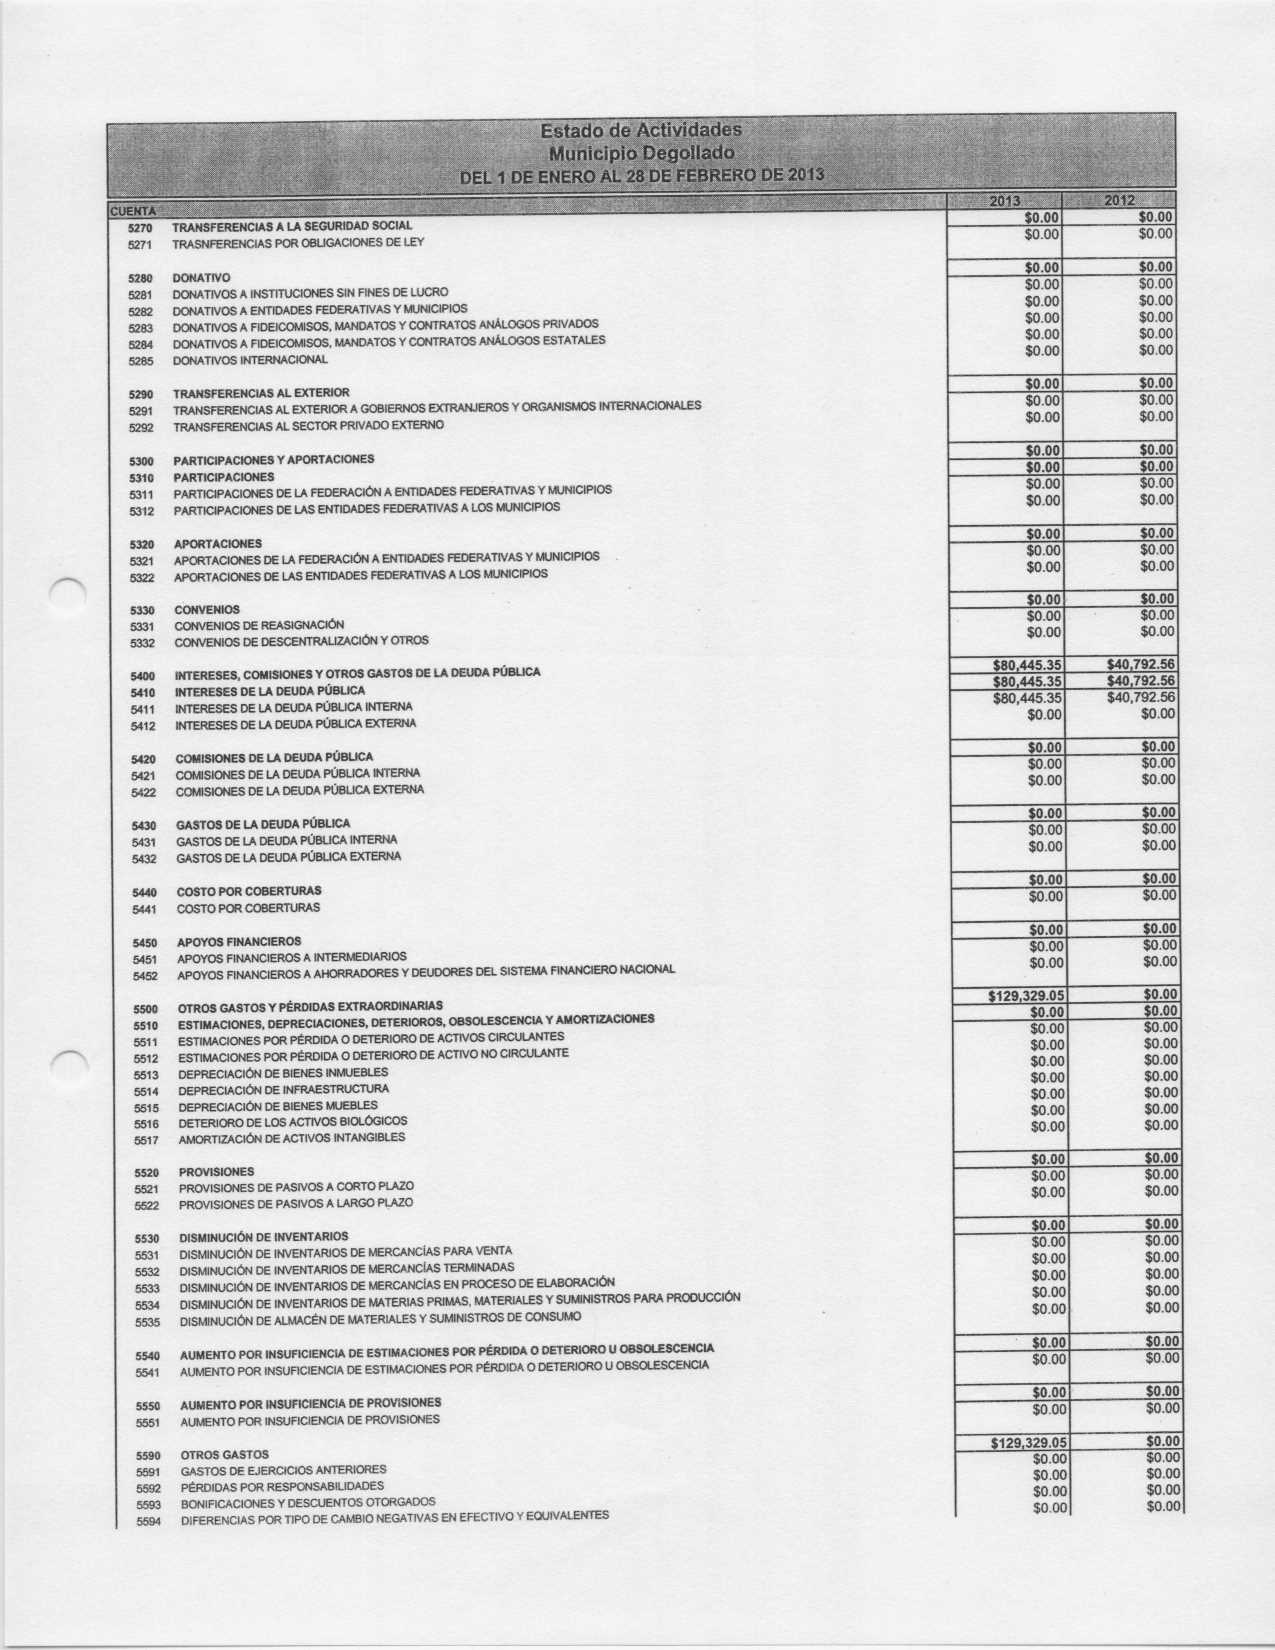 Estado de Actividades
Municipio Degollado
DEL 1 DE ENERO AL 28 DE FEBRERO DE 2013
CUENTA 2013 2012
5270 TRANSFERENCIAS A LA SEGURIDAD SOCIAL $0.00 $0.00
5271 TRASNFERENCIAS POR OBLIGACIONES DE LEY $0.00 $0.00
5280 DONATIVO $0.00 $0.00
5281 DONATIVOS A INSTITUCIONES SIN FINES DE LUCRO $0.00 $0.00
5282 DONATIVOS A ENTIDADES FEDERATIVAS Y MUNICIPIOS $0.00 $0.00
5283 DONATIVOS A FIDEICOMISOS, MANDATOS Y CONTRATOS ANÁLOGOS PRIVADOS $0.00 $0.00
5284 DONATIVOS A FIDEICOMISOS, MANDATOS Y CONTRATOS ANÁLOGOS ESTATALES $0.00 $0.00
5285 DONATIVOS INTERNACIONAL $0.00 $0.00
5290 TRANSFERENCIAS AL EXTERIOR $0.00 $0.00
5291 TRANSFERENCIAS AL EXTERIOR A GOBIERNOS EXTRANJEROS Y ORGANISMOS INTERNACIONALES $0.00 $0.00
5292 TRANSFERENCIAS AL SECTOR PRIVADO EXTERNO $0.00 $0.00
5300 PARTICIPACIONES Y APORTACIONES $0.00 $0.00
5310 PARTICIPACIONES $0.00 $0.00
5311 PARTICIPACIONES DE LA FEDERACIÓN A ENTIDADES FEDERATIVAS Y MUNICIPIOS $0.00 $0.00
5312 PARTICIPACIONES DE LAS ENTIDADES FEDERATIVAS A LOS MUNICIPIOS $0.00 $0.00
5320 APORTACIONES $0.00 $0.00
5321 APORTACIONES DE LA FEDERACIÓN A ENTIDADES FEDERATIVAS Y MUNICIPIOS $0.00 $0.00
5322 APORTACIONES DE LAS ENTIDADES FEDERATIVAS A LOS MUNICIPIOS $0.00 $0.00
5330 CONVENIOS $0.00 $0.00
5331 CONVENIOS DE REASIGNACIÓN $0.00 $0.00
5332 CONVENIOS DE DESCENTRALIZACIÓN Y OTROS $0.00 $0.00
5400 INTERESES, COMISIONES Y OTROS GASTOS DE LA DEUDA PÚBLICA $80,445.35 $40,792.56
5410 INTERESES DE LA DEUDA PÚBLICA $80,445.35 $40,792.56
5411 INTERESES DE LA DEUDA PÚBLICA INTERNA $80,445.35 $40,792.56
5412 INTERESES DE LA DEUDA PÚBLICA EXTERNA $0.00 $0.00
5420 COMISIONES DE LA DEUDA PÚBLICA $0.00 $0.00
5421 COMISIONES DE LA DEUDA PÚBLICA INTERNA $0.00 $0.00
5422 COMISIONES DE LA DEUDA PÚBLICA EXTERNA $0.00 $0.00
5430 GASTOS DE LA DEUDA PÚBLICA $0.00 $0.00
5431 GASTOS DE LA DEUDA PÚBLICA INTERNA $0.00 $0.00
5432 GASTOS DE LA DEUDA PÚBLICA EXTERNA $0.00 $0.00
5440 COSTO POR COBERTURAS $0.00 $0.00
5441 COSTO POR COBERTURAS $0.00 $0.00
5450 APOYOS FINANCIEROS $0.00 $0.00
5451 APOYOS FINANCIEROS A INTERMEDIARIOS $0.00 $0.00
5452 APOYOS FINANCIEROS A AHORRADORES Y DEUDORES DEL SISTEMA FINANCIERO NACIONAL $0.00 $0.00
5500 OTROS GASTOS Y PÉRDIDAS EXTRAORDINARIAS $129,329.05 $0.00
5510 ESTIMACIONES, DEPRECIACIONES, DETERIOROS, OBSOLESCENCIA Y AMORTIZACIONES $0.00 $0.00
5511 ESTIMACIONES POR PÉRDIDA O DETERIORO DE ACTIVOS CIRCULANTES $0.00 $0.00
5512 ESTIMACIONES POR PÉRDIDA O DETERIORO DE ACTIVO NO CIRCULANTE $0.00 $0.00
5513 DEPRECIACIÓN DE BIENES INMUEBLES $0.00 $0.00
5514 DEPRECIACIÓN DE INFRAESTRUCTURA $0.00 $0.00
5515 DEPRECIACIÓN DE BIENES MUEBLES $0.00 $0.00
5516 DETERIORO DE LOS ACTIVOS BIOLÓGICOS $0.00 $0.00
5517 AMORTIZACIÓN DE ACTIVOS INTANGIBLES $0.00 $0.00
5520 PROVISIONES $0.00 $0.00
5521 PROVISIONES DE PASIVOS A CORTO PLAZO $0.00 $0.00
5522 PROVISIONES DE PASIVOS A LARGO PLAZO $0.00 $0.00
5530 DISMINUCIÓN DE INVENTARIOS $0.00 $0.00
5531 DISMINUCIÓN DE INVENTARIOS DE MERCANCÍAS PARA VENTA $0.00 $0.00
5532 DISMINUCIÓN DE INVENTARIOS DE MERCANCÍAS TERMINADAS $0.00 $0.00
5533 DISMINUCIÓN DE INVENTARIOS DE MERCANCÍAS EN PROCESO DE ELABORACIÓN $0.00 $0.00
5534 DISMINUCIÓN DE INVENTARIOS DE MATERIAS PRIMAS, MATERIALES Y SUMINISTROS PARA PRODUCCIÓN $0.00 $0.00
5535 DISMINUCIÓN DE ALMACÉN DE MATERIALES Y SUMINISTROS DE CONSUMO $0.00 $0.00
5540 AUMENTO POR INSUFICIENCIA DE ESTIMACIONES POR PÉRDIDA O DETERIORO U OBSOLESCENCIA $0.00 $0.00
5541 AUMENTO POR INSUFICIENCIA DE ESTIMACIONES POR PÉRDIDA O DETERIORO U OBSOLESCENCIA $0.00 $0.00
5550 AUMENTO POR INSUFICIENCIA DE PROVISIONES $0.00 $0.00
5551 AUMENTO POR INSUFICIENCIA DE PROVISIONES $0.00 $0.00
5590 OTROS GASTOS $129,329.05 $0.00
5591 GASTOS DE EJERCICIOS ANTERIORES $0.00 $0.00
5592 PÉRDIDAS POR RESPONSABILIDADES $0.00 $0.00
5593 BONIFICACIONES Y DESCUENTOS OTORGADOS $0.00 $0.00
5594 DIFERENCIAS POR TIPO DE CAMBIO NEGATIVAS EN EFECTIVO Y EQUIVALENTES $0.00 $0.00